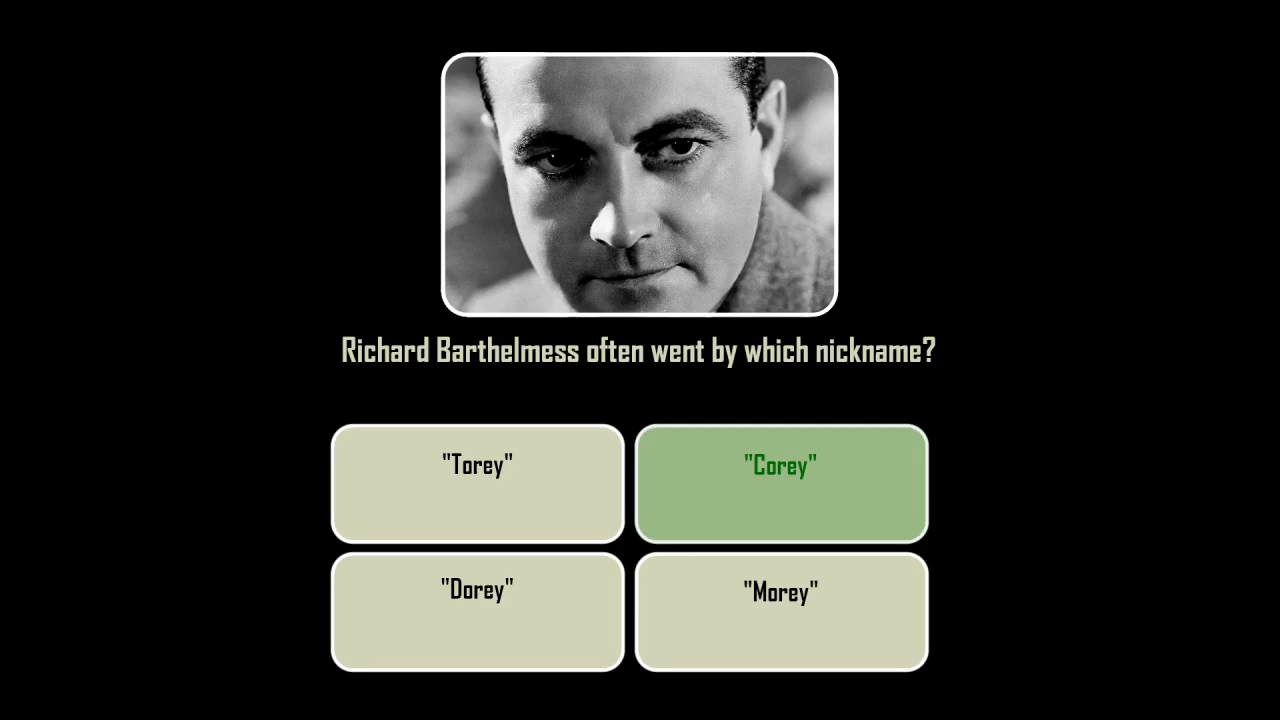 Richard Barthelmess often went by which nickname?
"Torey"
"Corey"
"Dorey"
"Morey"